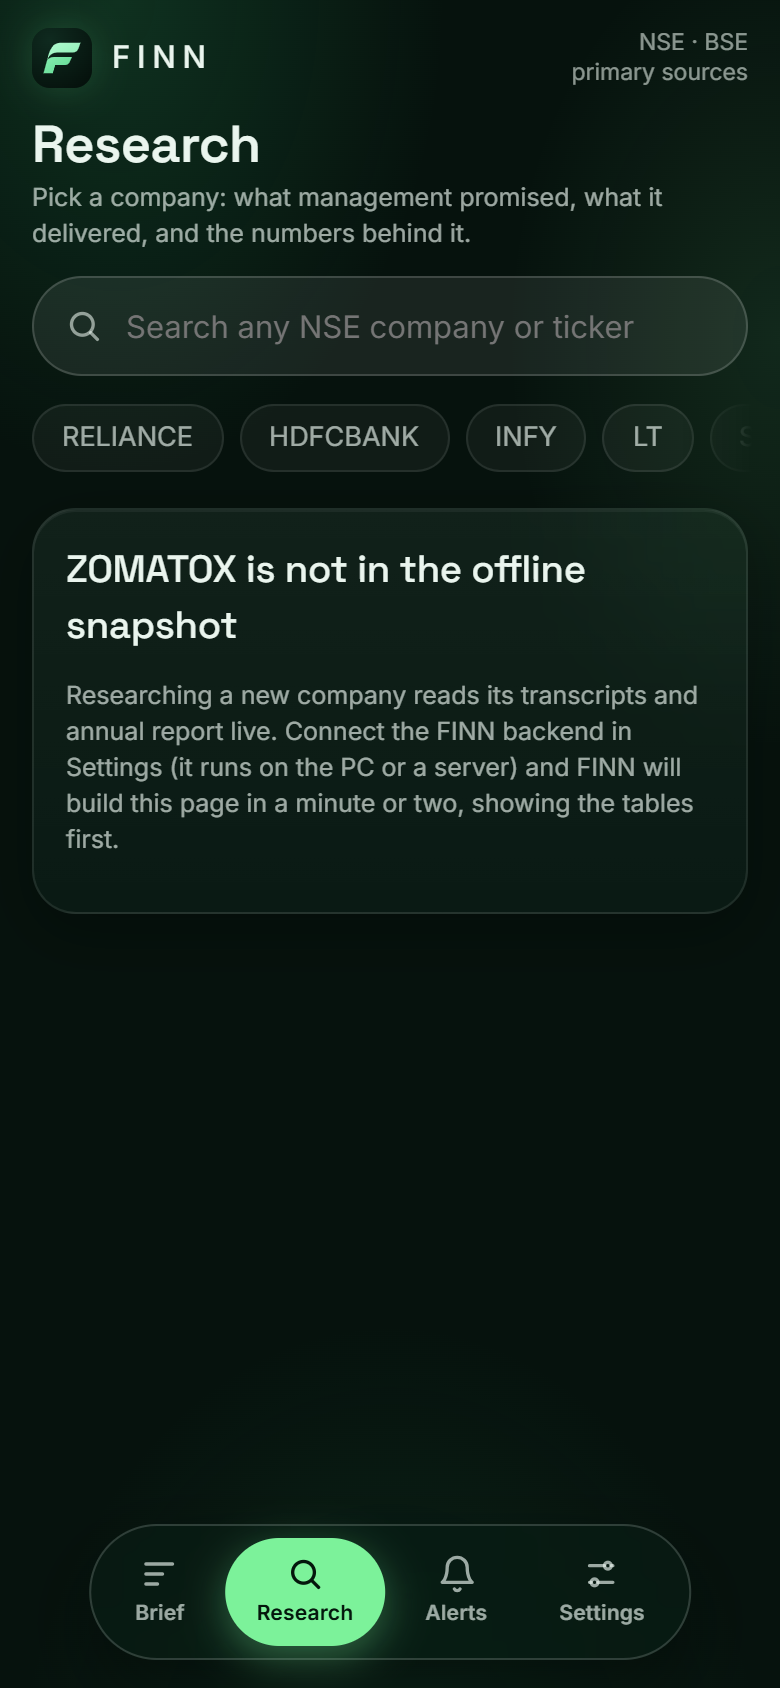 FINN
NSE · BSE
primary sources
Research
Pick a company: what management promised, what it
delivered, and the numbers behind it.
Search any NSE company or ticker
RELIANCE HDFCBANK INFY LT S
ZOMATOX is not in the offline
snapshot
Researching a new company reads its transcripts and
annual report live. Connect the FINN backend in
Settings (it runs on the PC or a server) and FINN will
build this page in a minute or two, showing the tables
first.
Brief Research Alerts Settings